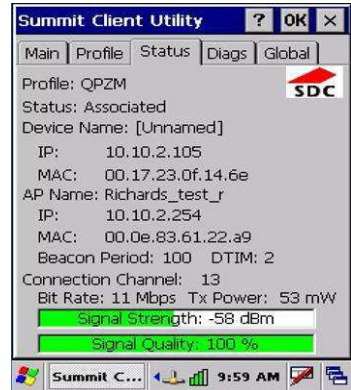 Summit Client Utility ? OK ×
Main Profile Status Diags Global
Profile: QPZM
SDC
Status: Associated
Device Name: [Unnamed]
IP: 10.10.2.105
MAC: 00.17.23.0f.14.6e
AP Name: Richards_test_r
IP: 10.10.2.254
MAC: 00.0e.83.61.22.a9
Beacon Period: 100 DTIM: 2
Connection Channel: 13
Bit Rate: 11 Mbps Tx Power: 53 mW
Signal Strength: -58 dBm
Signal Quality: 100 %
Summit C... 9:59 AM